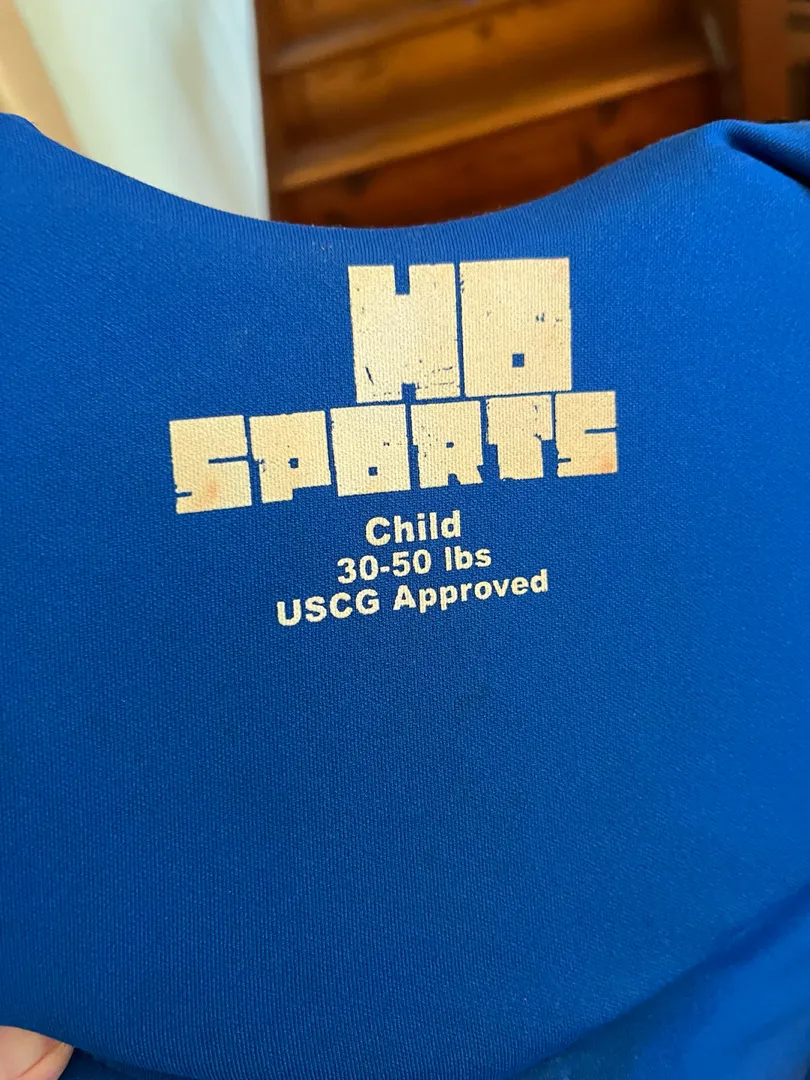 HO
SPORTS
Child
30-50 lbs
USCG Approved